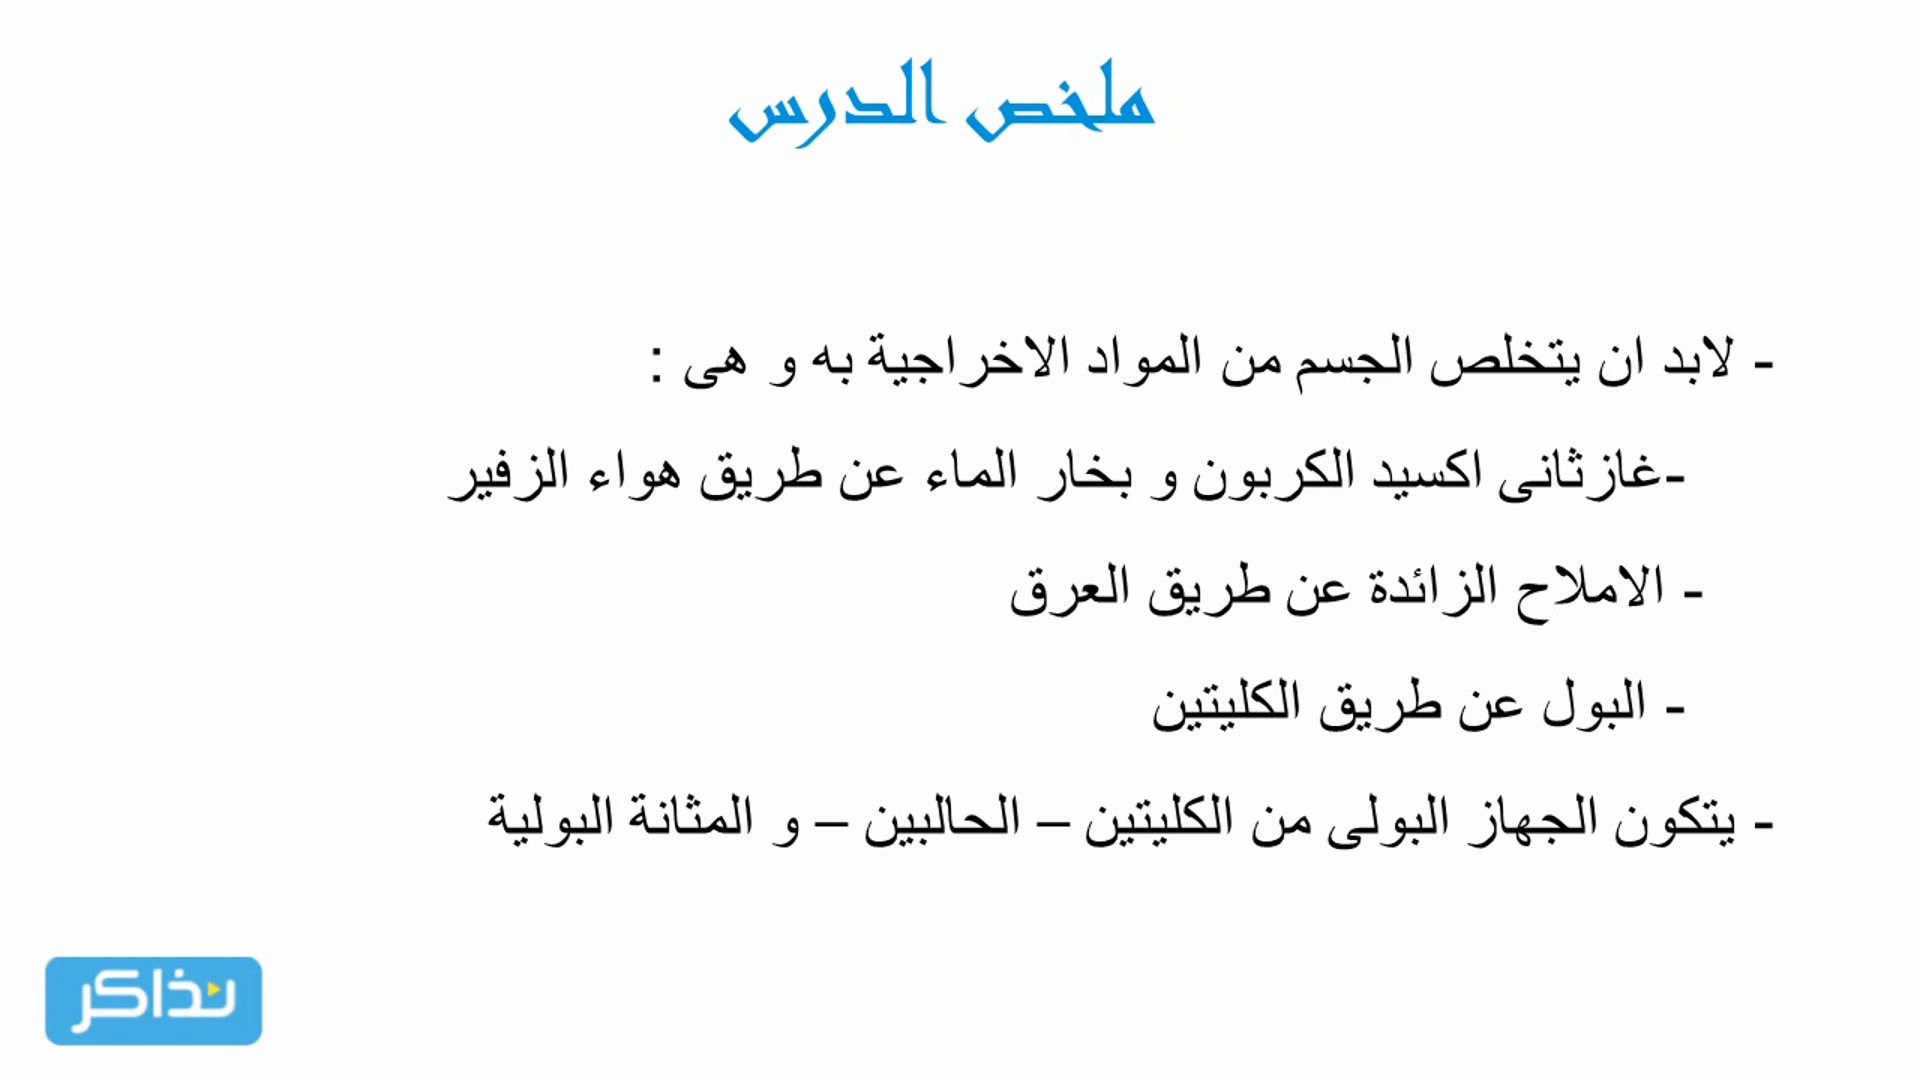 ملخص الدرس
- لابد ان يتخلص الجسم من المواد الاخراجية به و هى :
-غازثانى اكسيد الكربون و بخار الماء عن طريق هواء الزفير
- الاملاح الزائدة عن طريق العرق
- البول عن طريق الكليتين
- يتكون الجهاز البولى من الكليتين – الحالبين – و المثانة البولية
نذاكر